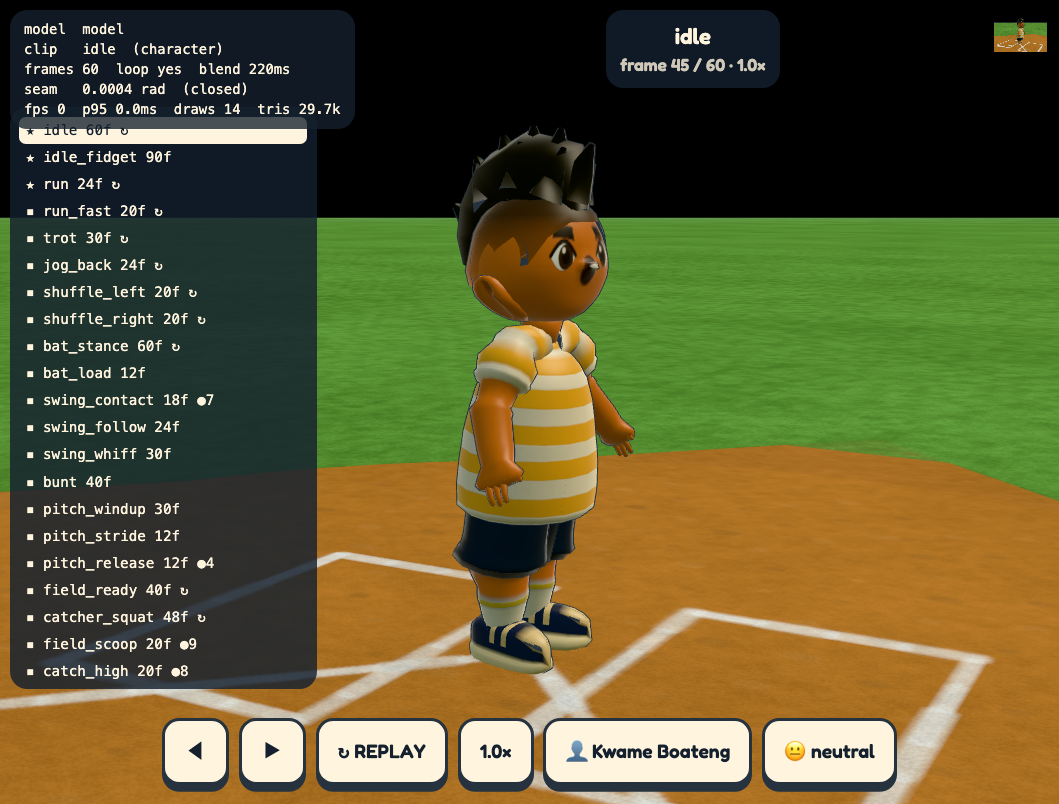 model  model
clip  idle  (character)
frames 60  loop yes  blend 220ms
seam  0.0004 rad  (closed)
fps 0  p95 0.0ms  draws 14  tris 29.7k
★ idle 60f ↻
★ idle_fidget 90f
★ run 24f ↻
▪ run_fast 20f ↻
▪ trot 30f ↻
▪ jog_back 24f ↻
▪ shuffle_left 20f ↻
▪ shuffle_right 20f ↻
▪ bat_stance 60f ↻
▪ bat_load 12f
▪ swing_contact 18f ●7
▪ swing_follow 24f
▪ swing_whiff 30f
▪ bunt 40f
▪ pitch_windup 30f
▪ pitch_stride 12f
▪ pitch_release 12f ●4
▪ field_ready 40f ↻
▪ catcher_squat 48f ↻
▪ field_scoop 20f ●9
▪ catch_high 20f ●8
idle
frame 45 / 60 · 1.0×
◀ ▶ ↻ REPLAY 1.0× 👤 Kwame Boateng 😐 neutral